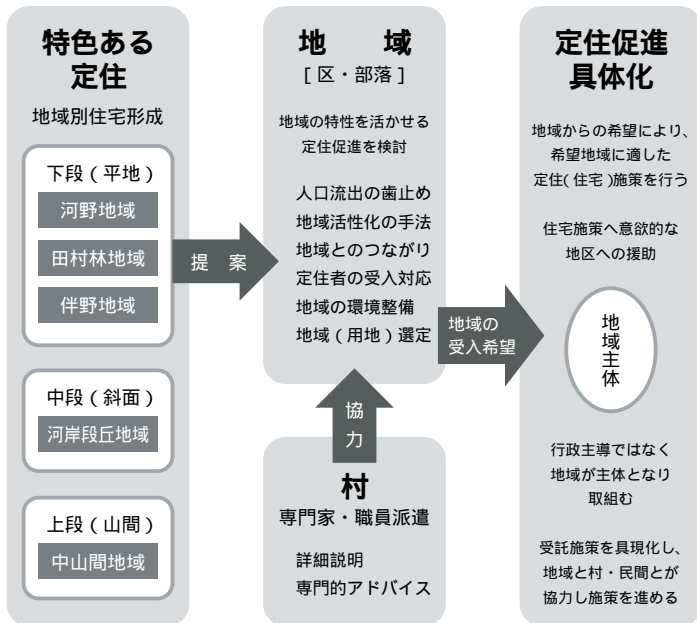 特色ある
定住
地域別住宅形成
下段(平地)
河野地域
田村林地域
伴野地域
中段(斜面)
河岸段丘地域
上段(山間)
中山間地域
提 案
地 域
[ 区・部落 ]
地域の特性を活かせる
定住促進を検討
人口流出の歯止め
地域活性化の手法
地域とのつながり
定住者の受入対応
地域の環境整備
地域(用地)選定
協
力
村
専門家・職員派遣
詳細説明
専門的アドバイス
地域の
受入希望
定住促進
具体化
地域からの希望により、
希望地域に適した
定住(住宅)施策を行う
住宅施策へ意欲的な
地区への援助
地域主体
行政主導ではなく
地域が主体となり
取組む
受託施策を具現化し、
地域と村・民間とが
協力し施策を進める